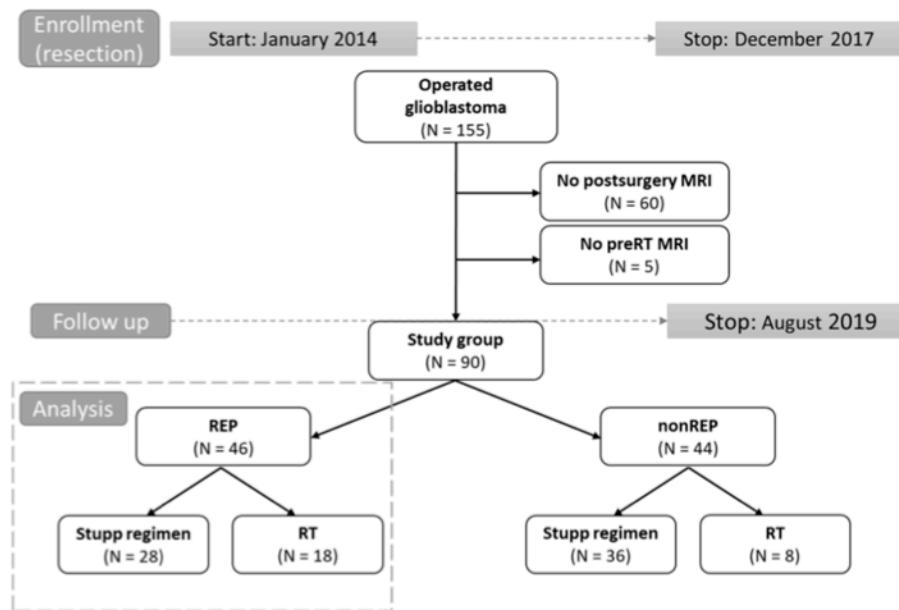 Enrollment
(resection)
Start: January 2014
Stop: December 2017
Operated
glioblastoma
(N = 155)
No postsurgery MRI
(N = 60)
No preRT MRI
(N = 5)
Follow up
Stop: August 2019
Study group
(N = 90)
Analysis
REP
(N = 46)
nonREP
(N = 44)
Stupp regimen
(N = 28)
RT
(N = 18)
Stupp regimen
(N = 36)
RT
(N = 8)